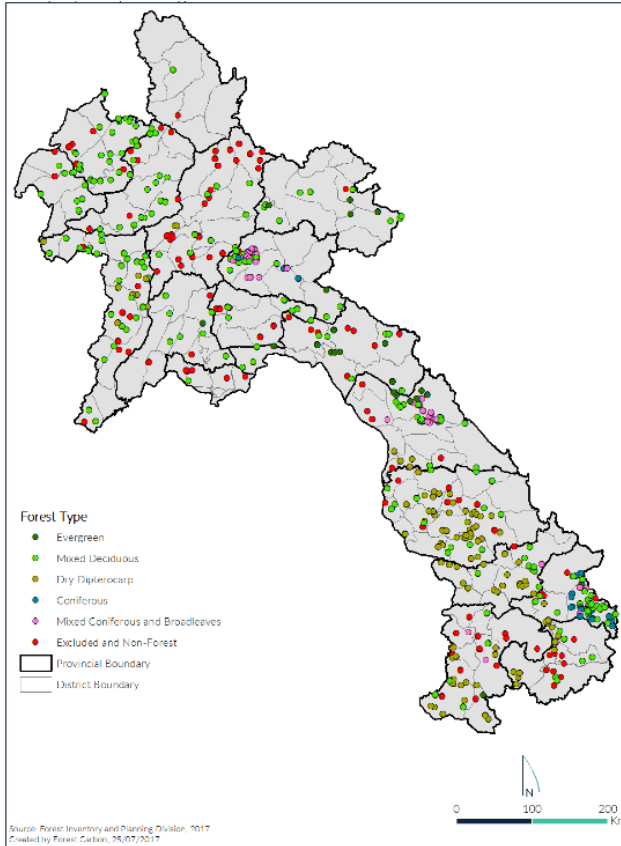 Forest Type
Evergreen
Mixed Deciduous
Dry Dipterocarp
Coniferous
Mixed Coniferous and Broadleaves
Excluded and Non-Forest
Provincial Boundary
District Boundary
N
0 100 200
Km
Source: Forest Inventory and Planning Division, 2017
Created by Forest Carbon, 25/07/2017